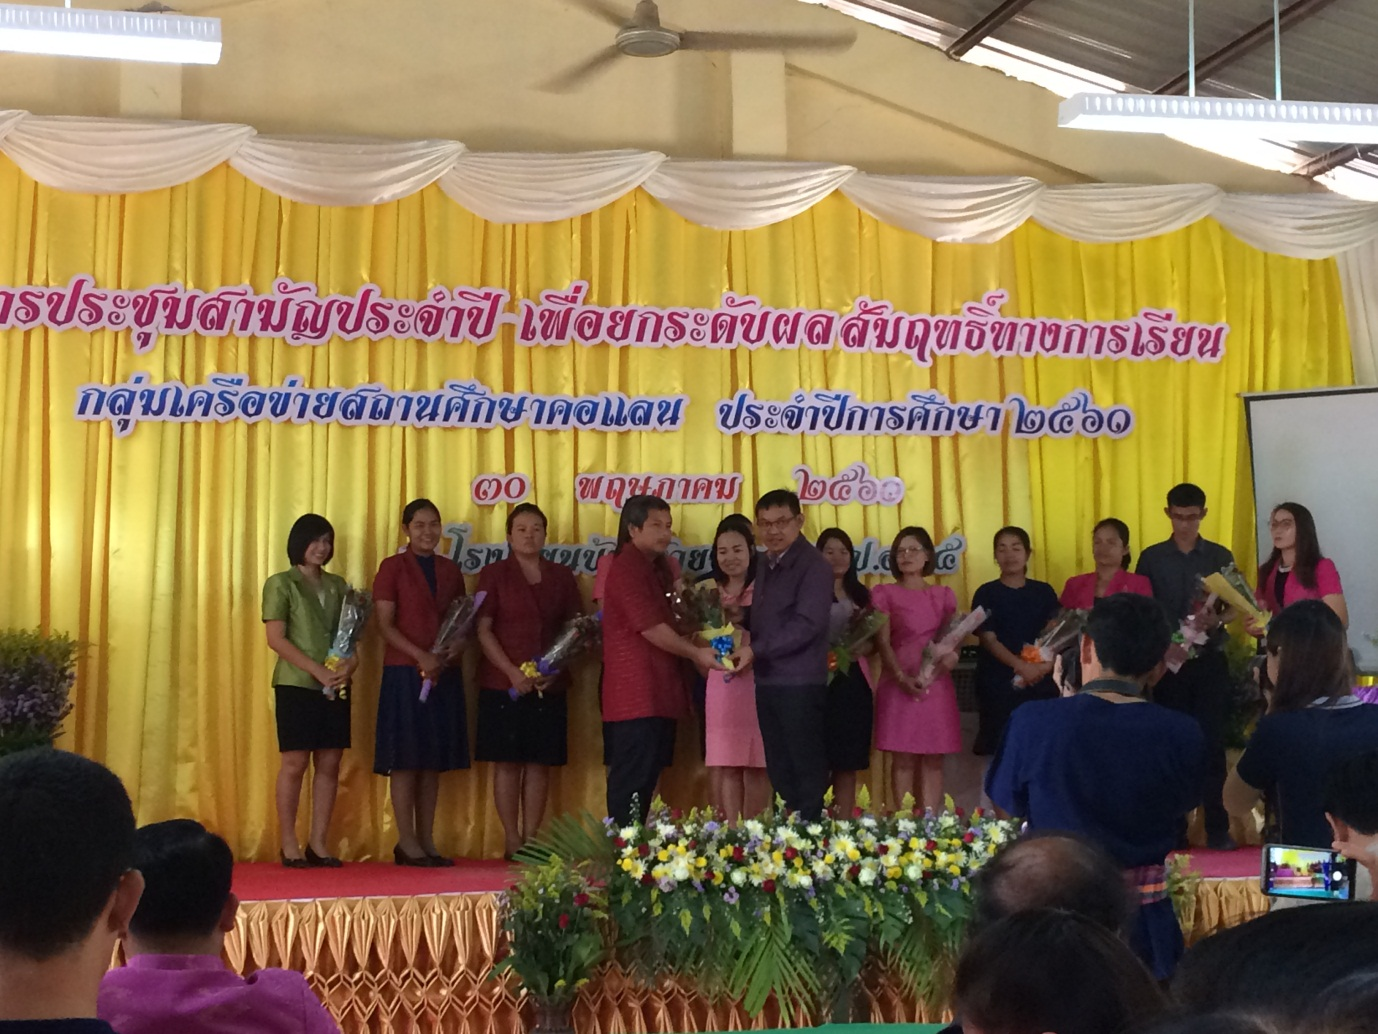 การประชุมสามัญประจำปี เพื่อยกระดับผลสัมฤทธิ์ทางการเรียน
กลุ่มเครือข่ายสถานศึกษาคอแลน ประจำปีการศึกษา ๒๕๖๐
๓๐ พฤษภาคม ๒๕๖๐